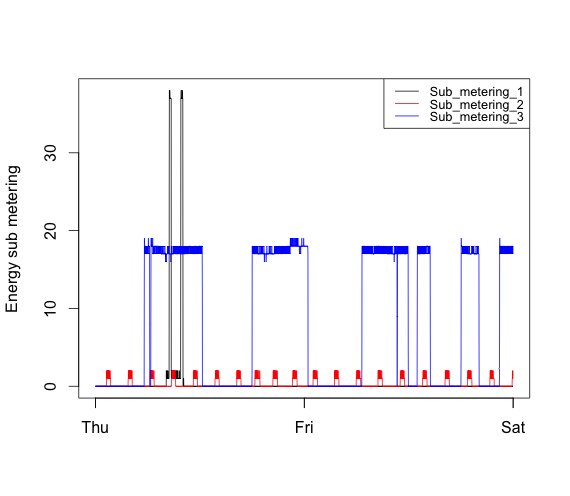 Sub_metering_1
Sub_metering_2
Sub_metering_3
Energy sub metering
30
20
10
0
Thu Fri Sat